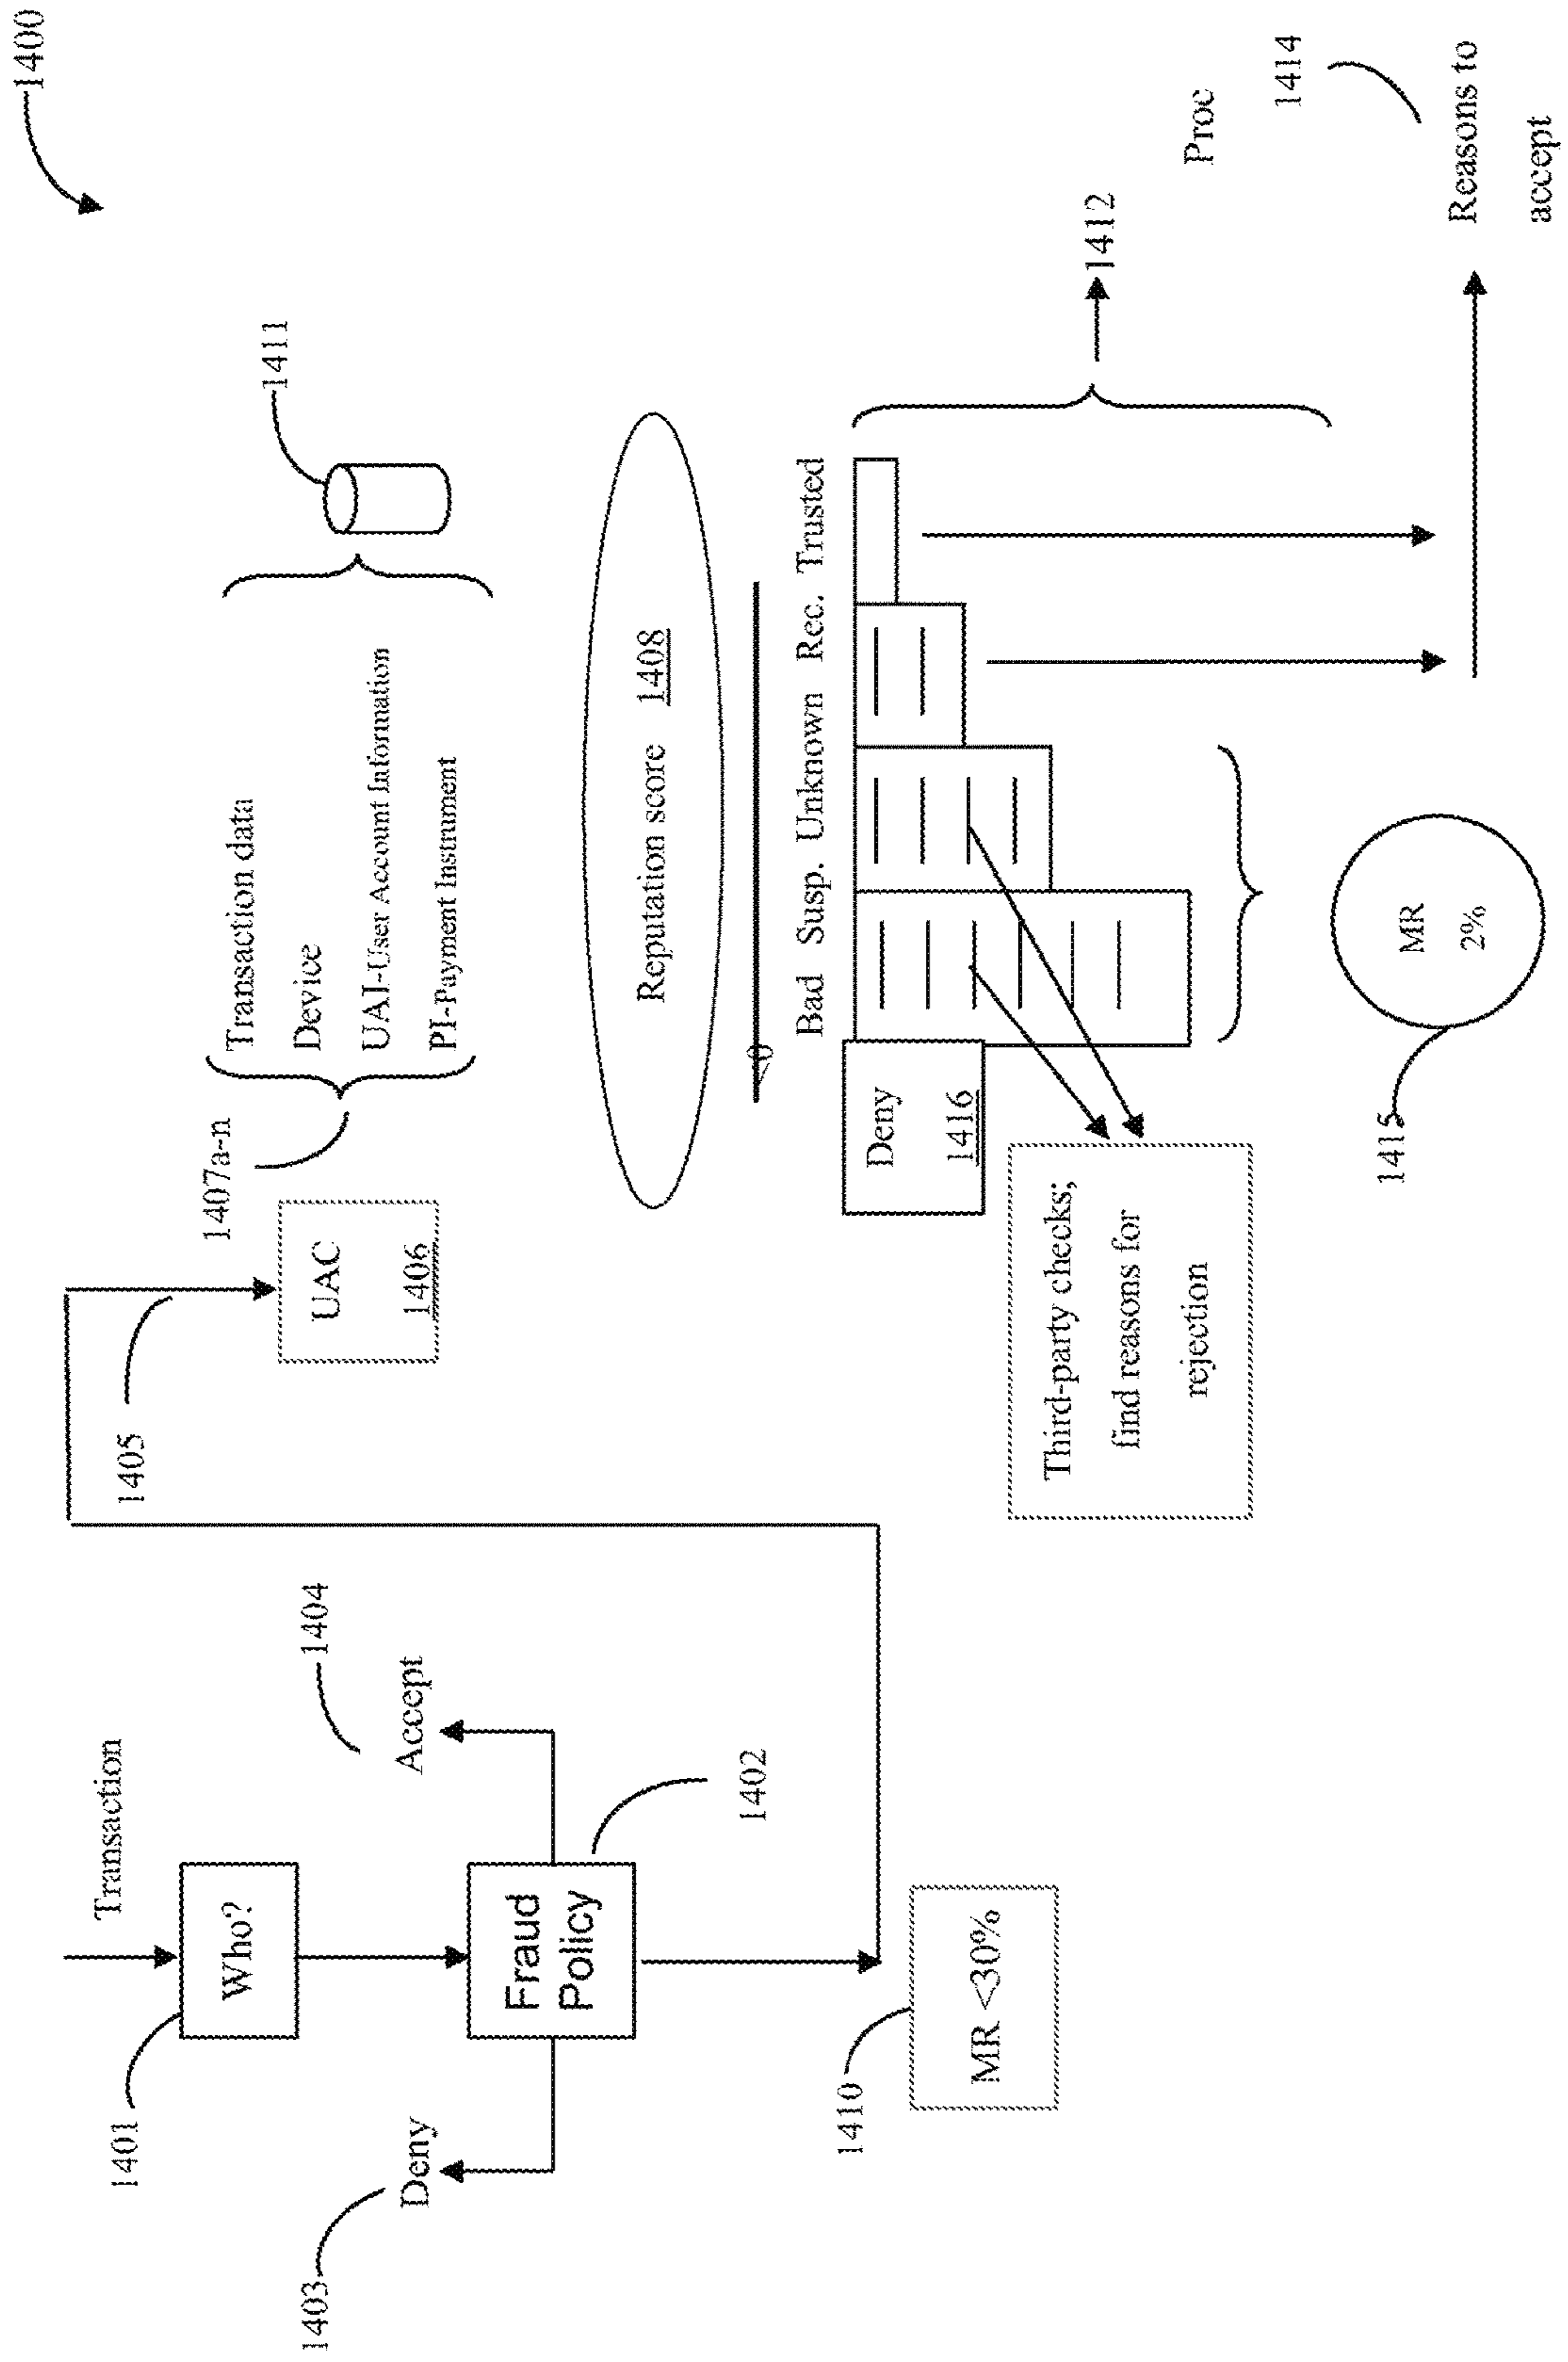 1400
Transaction
1401
Who?
1404
Accept
Deny
1403
Fraud
Policy
1402
1410
MR <30%
1405
UAC
1406
1407a-n
Transaction data
Device
UAI-User Account Information
PI-Payment Instrument
1411
Reputation score 1408
<0
Bad Susp. Unknown Rec. Trusted
Deny
1416
Third-party checks;
find reasons for
rejection
1412
Proc
1414
Reasons to
accept
MR
2%
1415